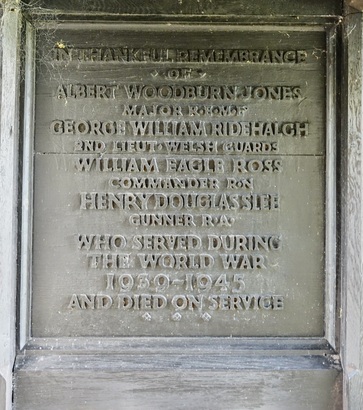 IN THANKFUL REMEMBRANCE
OF
ALBERT WOODBURN JONES
MAJOR R.E.M.F
GEORGE WILLIAM RIDEHALGH
2ND LIEUT. WELSH GUARDS
WILLIAM EAGLE ROSS
COMMANDER R.N
HENRY DOUGLAS SLEE
GUNNER R.A.
WHO SERVED DURING
THE WORLD WAR
1939-1945
AND DIED ON SERVICE